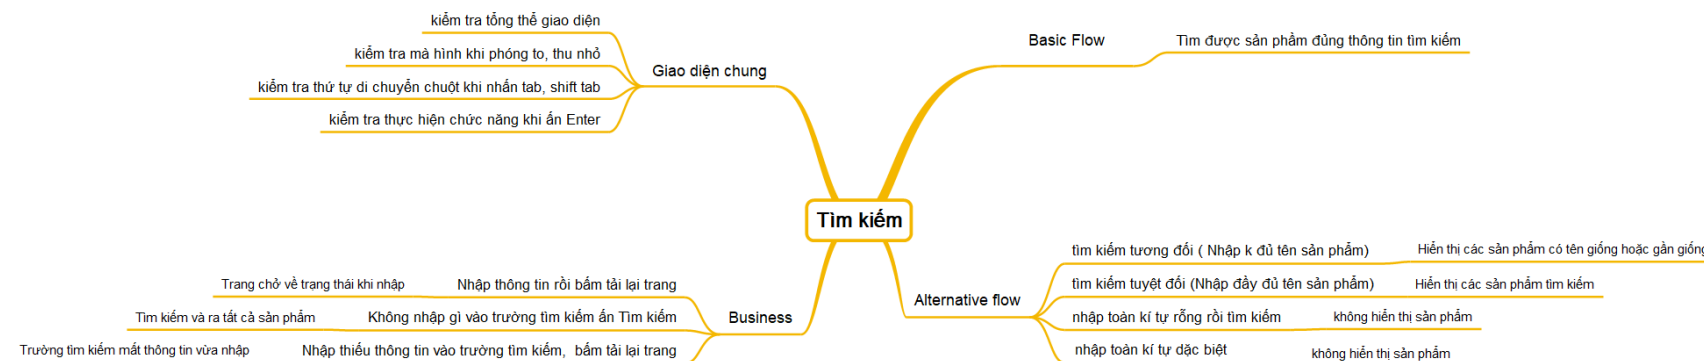 kiểm tra tổng thể giao diện
kiểm tra mà hình khi phóng to, thu nhỏ
kiểm tra thứ tự di chuyển chuột khi nhấn tab, shift tab
kiểm tra thực hiện chức năng khi ấn Enter
Giao diện chung
Basic Flow
Tìm được sản phẩm đủng thông tin tìm kiếm
Tìm kiếm
Trang chở về trạng thái khi nhập
Nhập thông tin rồi bấm tải lại trang
Tìm kiếm và ra tất cả sản phẩm
Không nhập gì vào trường tìm kiếm ấn Tìm kiếm
Business
Trường tìm kiếm mất thông tin vừa nhập
Nhập thiếu thông tin vào trường tìm kiếm, bấm tải lại trang
Alternative flow
tìm kiếm tương đối ( Nhập k đủ tên sản phẩm)
Hiển thị các sản phẩm có tên giống hoặc gần giống
tìm kiếm tuyệt đối (Nhập đầy đủ tên sản phẩm)
Hiển thị các sản phẩm tìm kiếm
nhập toàn kí tự rỗng rồi tìm kiếm
không hiển thị sản phẩm
nhập toàn kí tự dặc biệt
không hiển thị sản phẩm